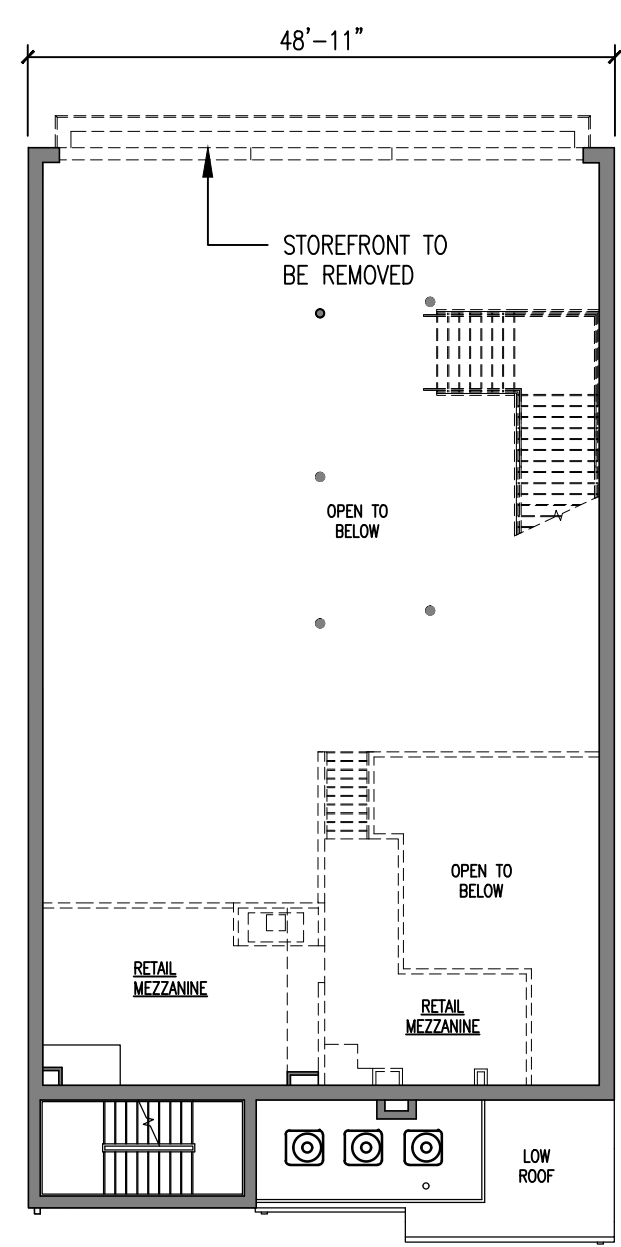 48'-11"
STOREFRONT TO
BE REMOVED
OPEN TO
BELOW
OPEN TO
BELOW
RETAIL
MEZZANINE
RETAIL
MEZZANINE
LOW
ROOF